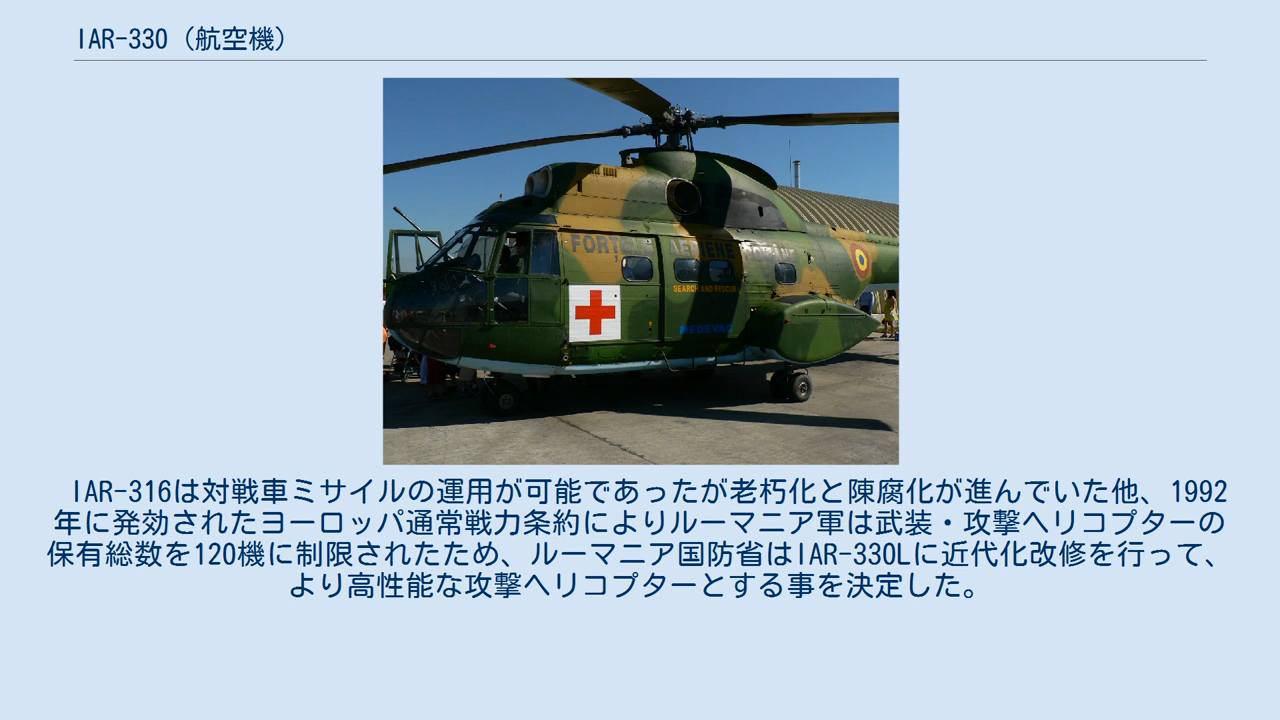 IAR-330（航空機）
FORTELE AERIENE ROMANE
SEARCH AND RESCUE
MEDEVAC
IAR-316は対戦車ミサイルの運用が可能であったが老朽化と陳腐化が進んでいた他、1992
年に発効されたヨーロッパ通常戦力条約によりルーマニア軍は武装・攻撃ヘリコプターの
保有総数を120機に制限されたため、ルーマニア国防省はIAR-330Lに近代化改修を行って、
より高性能な攻撃ヘリコプターとする事を決定した。